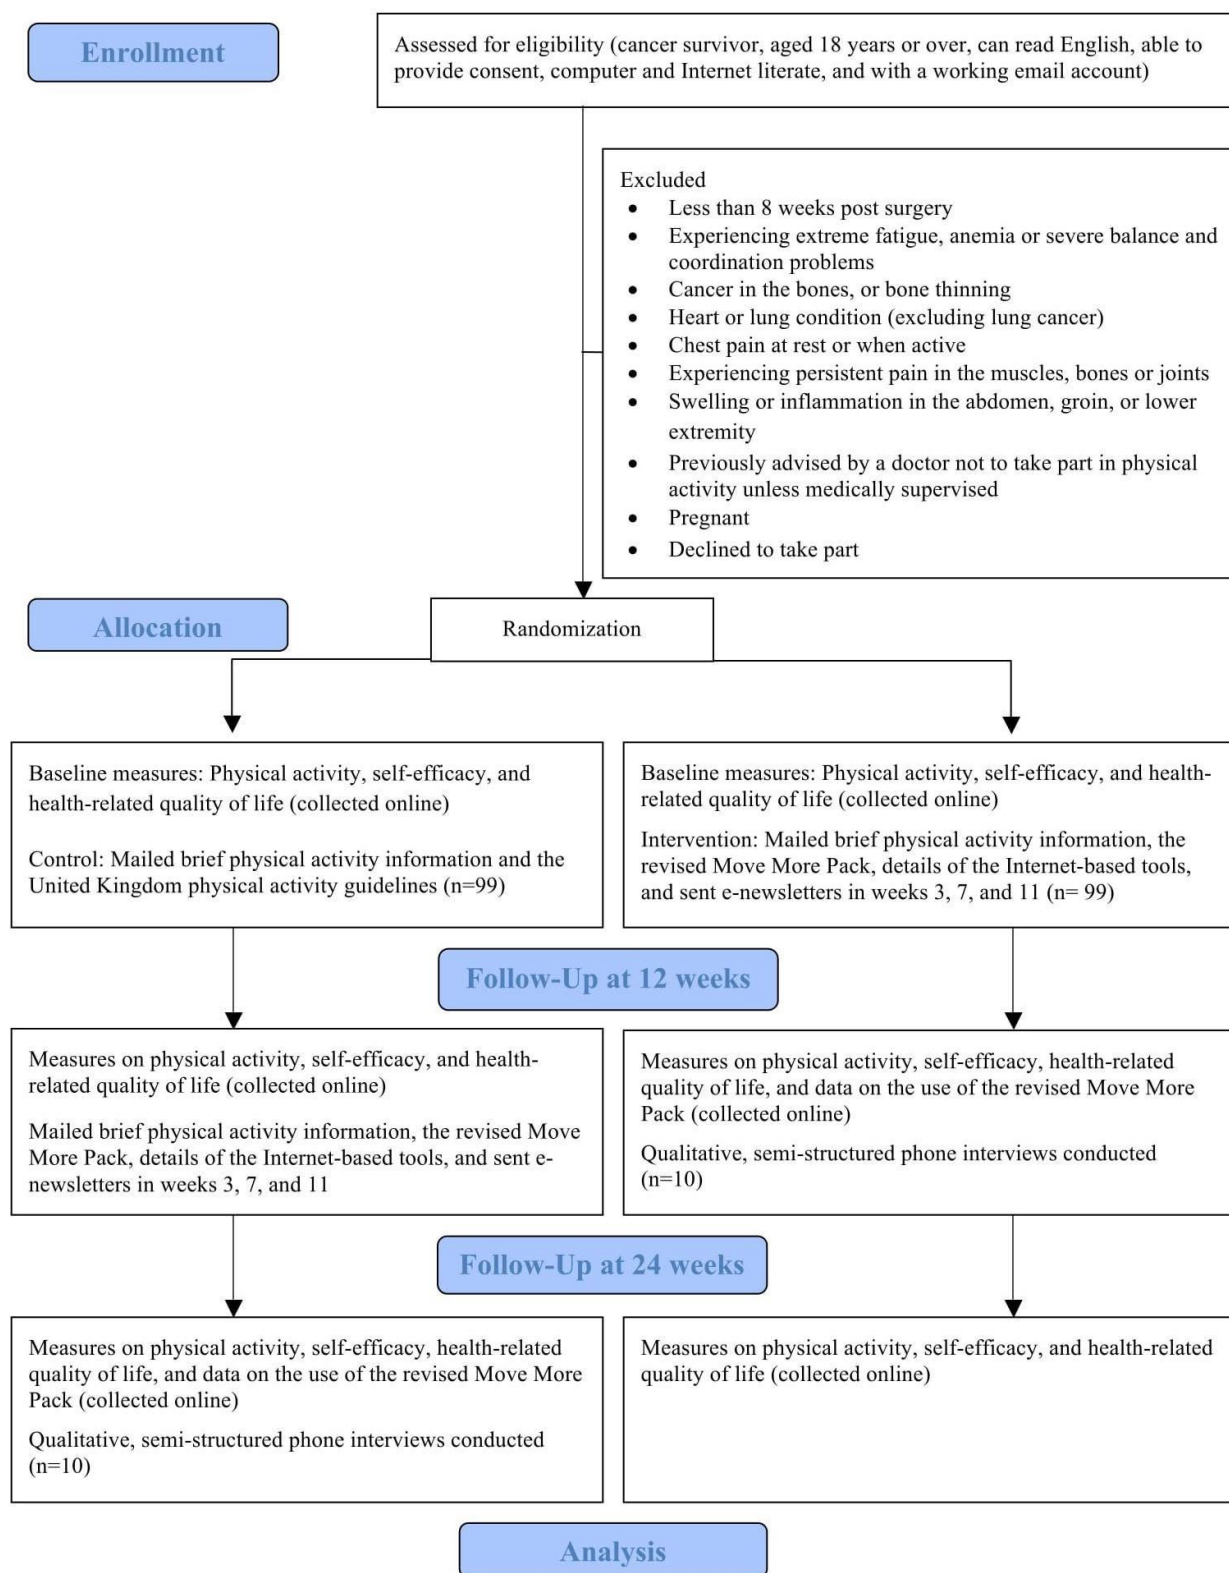 Enrollment
Assessed for eligibility (cancer survivor, aged 18 years or over, can read English, able to
provide consent, computer and Internet literate, and with a working email account)
Excluded
• Less than 8 weeks post surgery
• Experiencing extreme fatigue, anemia or severe balance and
coordination problems
• Cancer in the bones, or bone thinning
• Heart or lung condition (excluding lung cancer)
• Chest pain at rest or when active
• Experiencing persistent pain in the muscles, bones or joints
• Swelling or inflammation in the abdomen, groin, or lower
extremity
• Previously advised by a doctor not to take part in physical
activity unless medically supervised
• Pregnant
• Declined to take part
Allocation
Randomization
Baseline measures: Physical activity, self-efficacy, and
health-related quality of life (collected online)
Control: Mailed brief physical activity information and the
United Kingdom physical activity guidelines (n=99)
Baseline measures: Physical activity, self-efficacy, and health-
related quality of life (collected online)
Intervention: Mailed brief physical activity information, the
revised Move More Pack, details of the Internet-based tools,
and sent e-newsletters in weeks 3, 7, and 11 (n= 99)
Follow-Up at 12 weeks
Measures on physical activity, self-efficacy, and health-
related quality of life (collected online)
Mailed brief physical activity information, the revised Move
More Pack, details of the Internet-based tools, and sent e-
newsletters in weeks 3, 7, and 11
Measures on physical activity, self-efficacy, health-related
quality of life, and data on the use of the revised Move More
Pack (collected online)
Qualitative, semi-structured phone interviews conducted
(n=10)
Follow-Up at 24 weeks
Measures on physical activity, self-efficacy, health-related
quality of life, and data on the use of the revised Move More
Pack (collected online)
Qualitative, semi-structured phone interviews conducted
(n=10)
Measures on physical activity, self-efficacy, and health-related
quality of life (collected online)
Analysis